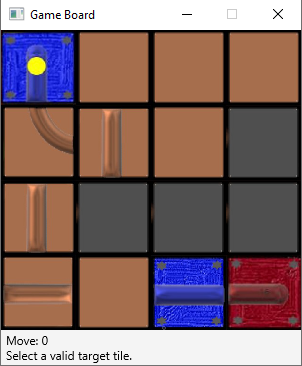 Game Board
Move: 0
Select a valid target tile.